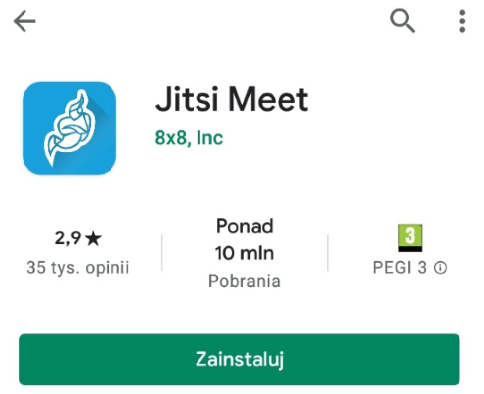 Jitsi Meet
8x8, Inc
2,9★
35 tys. opinii
Ponad
10 mln
Pobrania
3
PEGI 3
Zainstaluj